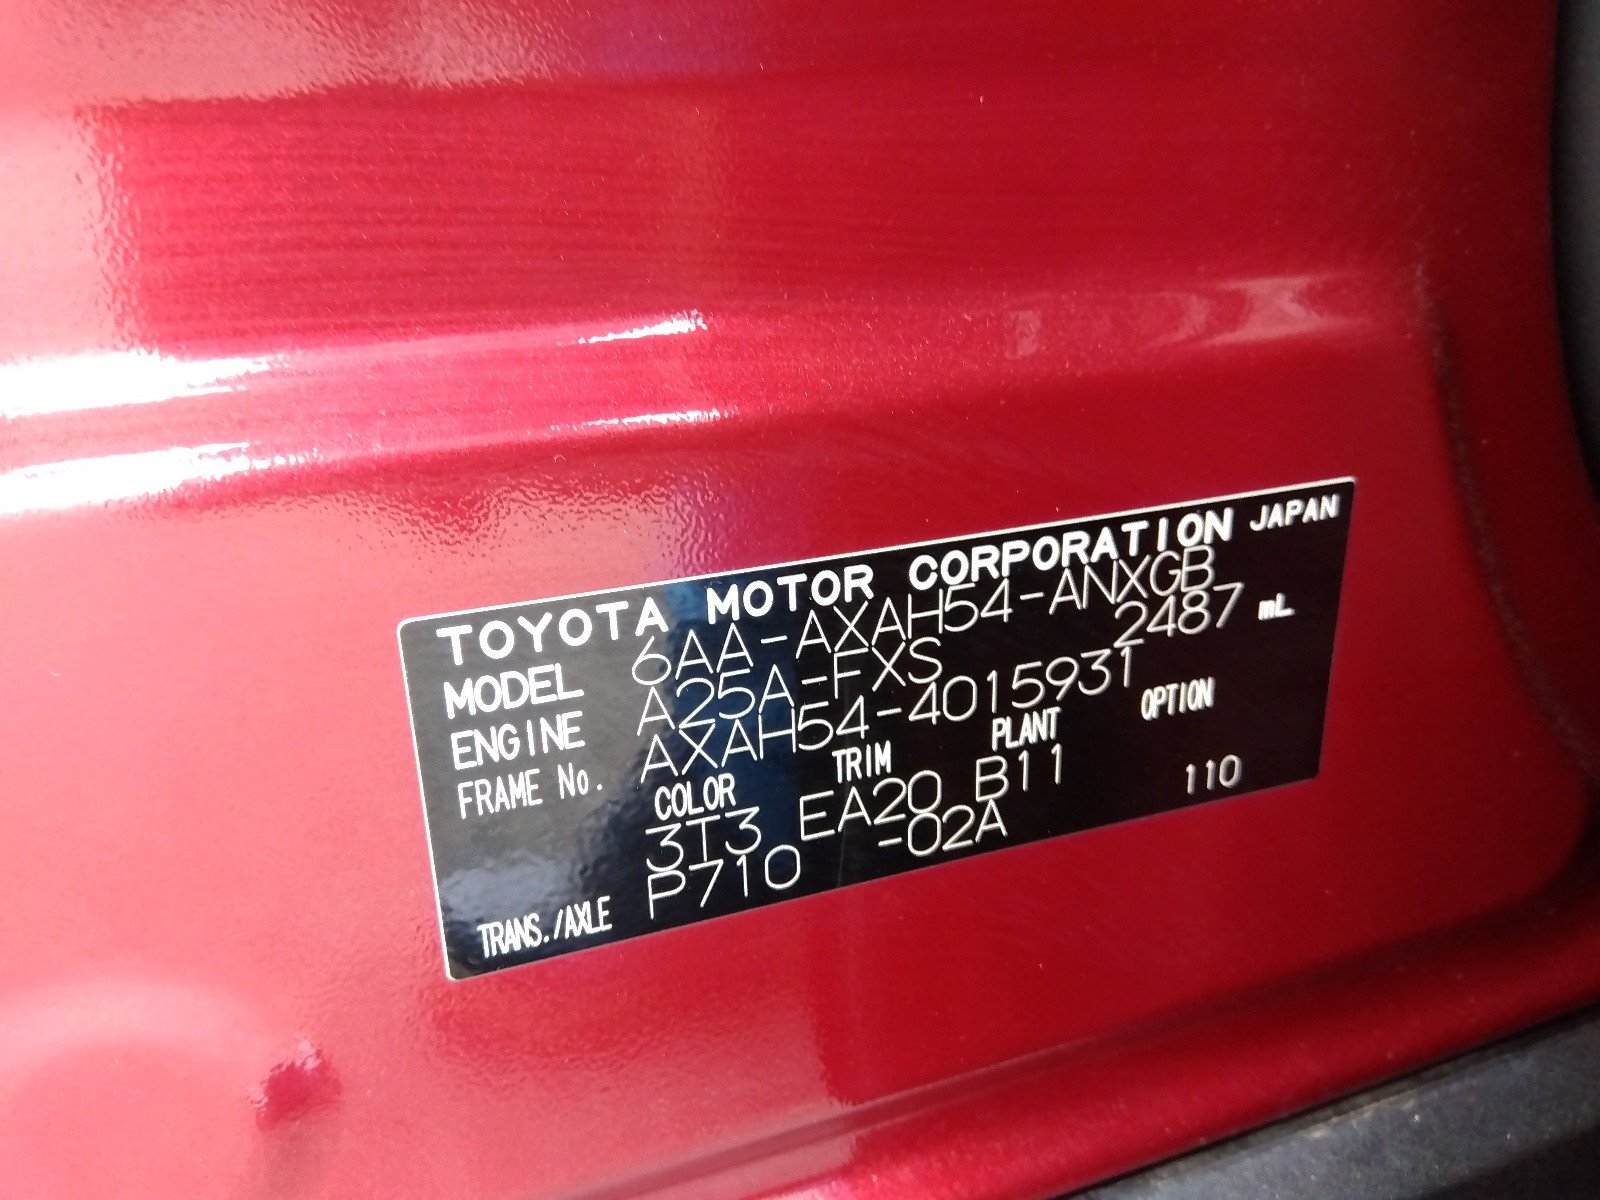 TOYOTA MOTOR CORPORATION JAPAN
MODEL 6AA-AXAH54-ANXGB
ENGINE A25A-FXS 2487 mL
FRAME No. AXAH54-4015931
COLOR TRIM PLANT OPTION
3T3 EA20 B11 110
TRANS./AXLE P710 -02A